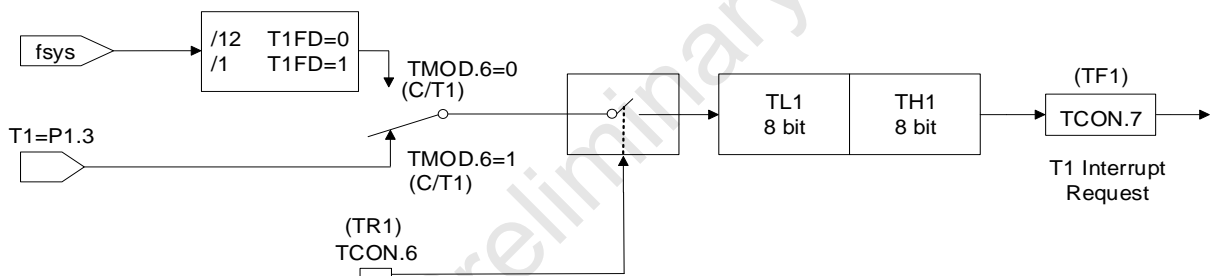 fsys
/12 T1FD=0
/1 T1FD=1
TMOD.6=0
(C/T1)
T1=P1.3
TMOD.6=1
(C/T1)
(TR1)
TCON.6
TL1
8 bit
TH1
8 bit
(TF1)
TCON.7
T1 Interrupt
Request
preliminary